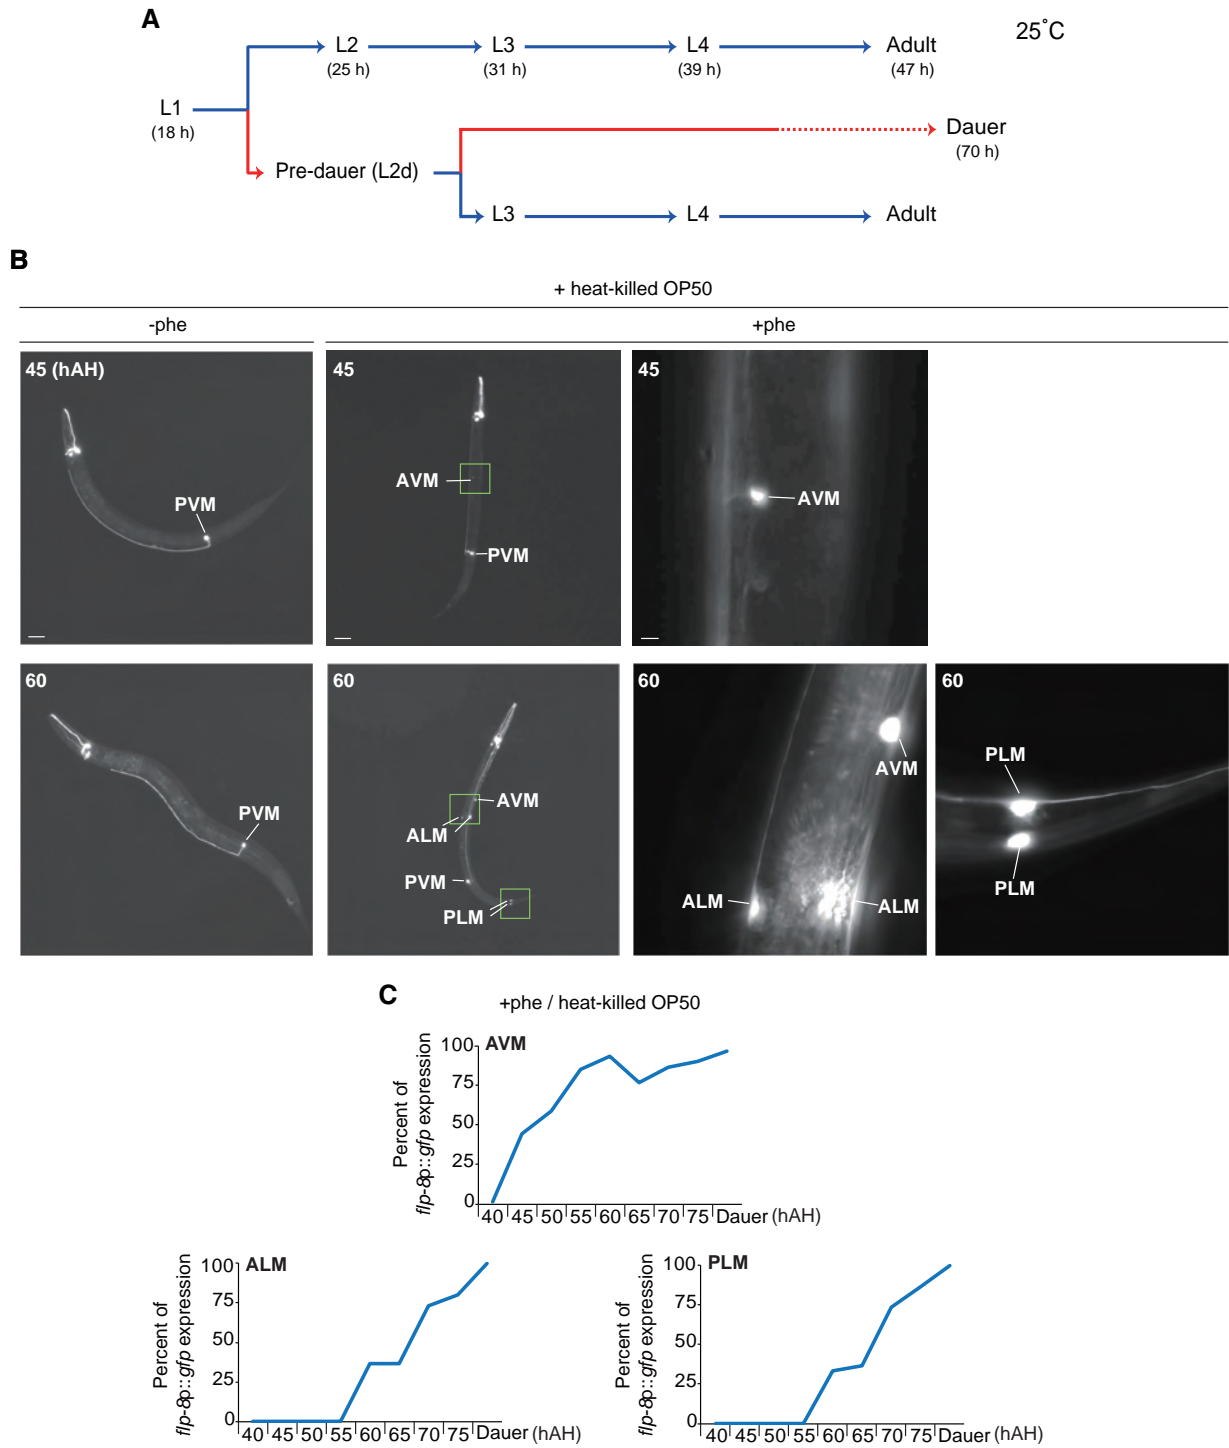 A
25°C
L2
(25 h)
L3
(31 h)
L4
(39 h)
Adult
(47 h)
L1
(18 h)
Dauer
(70 h)
Pre-dauer (L2d)
L3
L4
Adult
B
+ heat-killed OP50
-phe
+phe
45 (hAH)
PVM
45
AVM
PVM
45
AVM
60
PVM
60
AVM
ALM
PVM
PLM
60
AVM
ALM
ALM
60
PLM
PLM
C
+phe / heat-killed OP50
AVM
Percent of
flp-8p::gfp expression
100
75
50
25
0
40 45 50 55 60 65 70 75 Dauer (hAH)
ALM
Percent of
flp-8p::gfp expression
100
75
50
25
0
40 45 50 55 60 65 70 75 Dauer (hAH)
PLM
Percent of
flp-8p::gfp expression
100
75
50
25
0
40 45 50 55 60 65 70 75 Dauer (hAH)